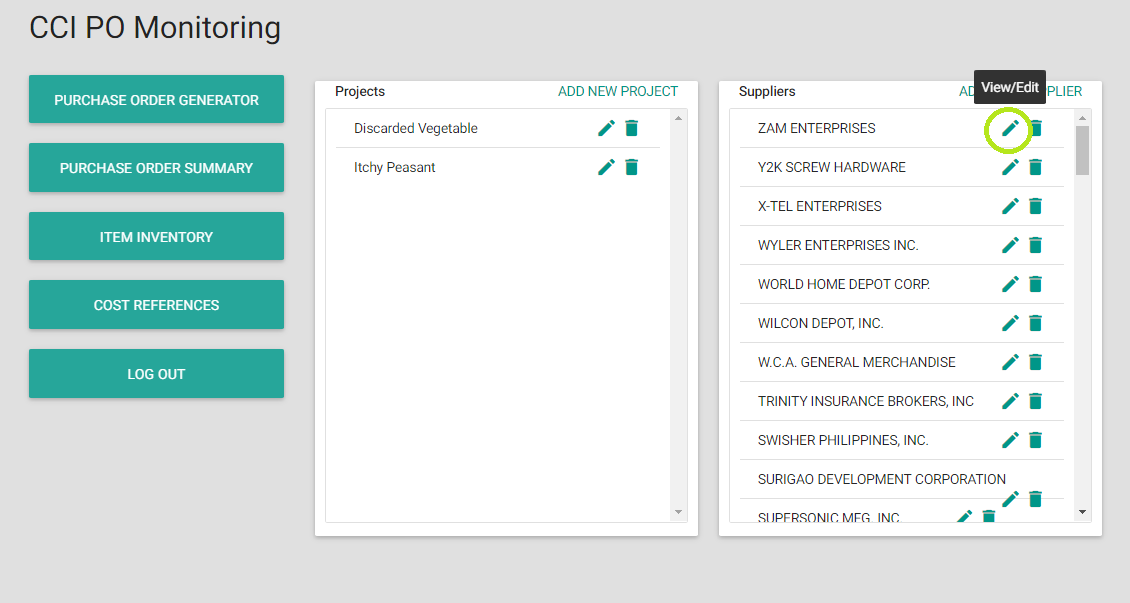 CCI PO Monitoring
PURCHASE ORDER GENERATOR
PURCHASE ORDER SUMMARY
ITEM INVENTORY
COST REFERENCES
LOG OUT
Projects ADD NEW PROJECT
Discarded Vegetable
Itchy Peasant
View/Edit
Suppliers
ZAM ENTERPRISES
Y2K SCREW HARDWARE
X-TEL ENTERPRISES
WYLER ENTERPRISES INC.
WORLD HOME DEPOT CORP.
WILCON DEPOT, INC.
W.C.A. GENERAL MERCHANDISE
TRINITY INSURANCE BROKERS, INC
SWISHER PHILIPPINES, INC.
SURIGAO DEVELOPMENT CORPORATION
SUPERSONIC MFG. INC.